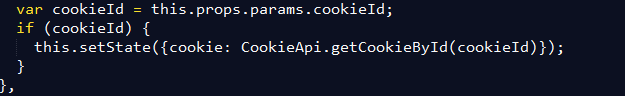 var cookieId = this.props.params.cookieId;
if (cookieId) {
this.setState({cookie: CookieApi.getCookieById(cookieId)});
}
},